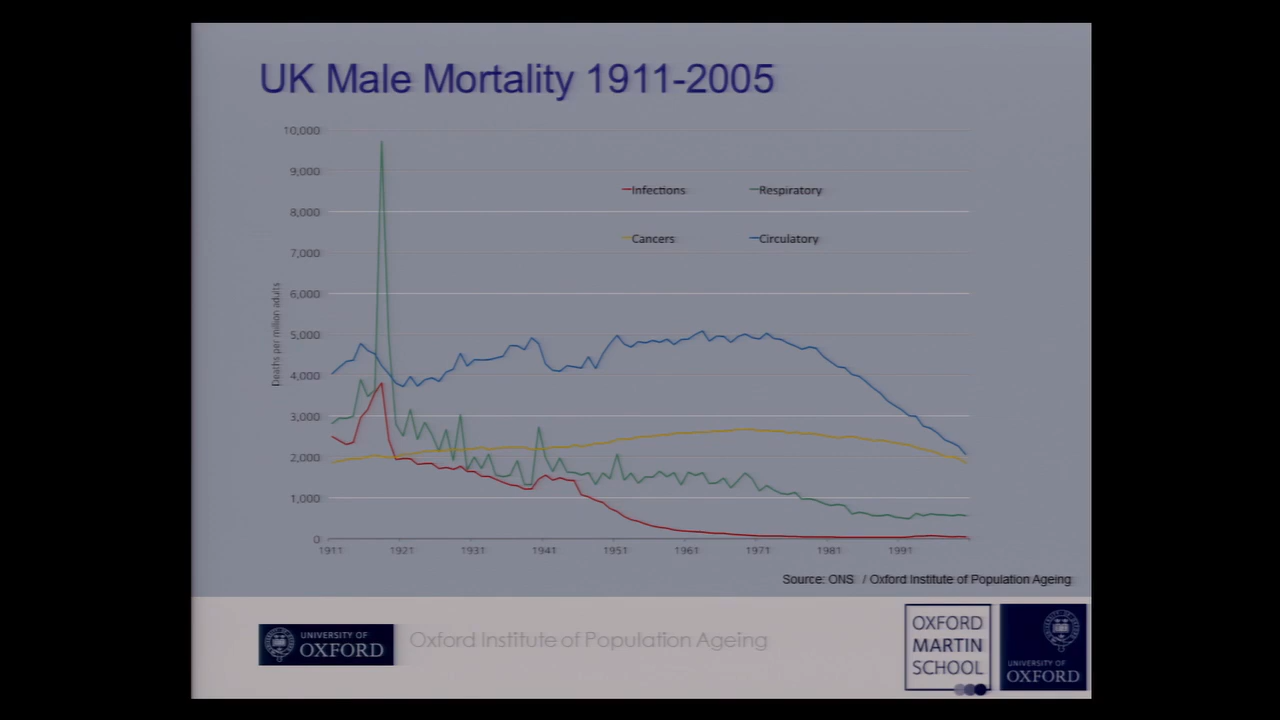 UK Male Mortality 1911-2005
10,000
9,000
8,000
7,000
6,000
5,000
4,000
3,000
2,000
1,000
0
Deaths per million adults
Infections
Respiratory
Cancers
Circulatory
1911 1921 1931 1941 1951 1961 1971 1981 1991
Source: ONS / Oxford Institute of Population Ageing
UNIVERSITY OF
OXFORD
Oxford Institute of Population Ageing
OXFORD
MARTIN
SCHOOL
UNIVERSITY OF
OXFORD